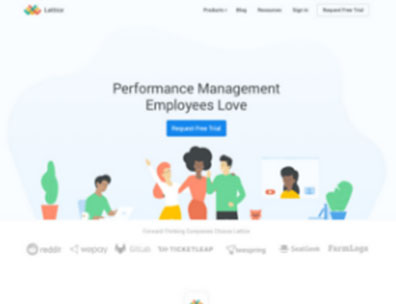 Lattice
Products Blog Resources Sign In Request Free Trial
Performance Management
Employees Love
Request Free Trial
Forward Thinking Companies Choose Lattice
reddit wepay GitLab TICKETLEAP teespring SeatGeek FarmLogs